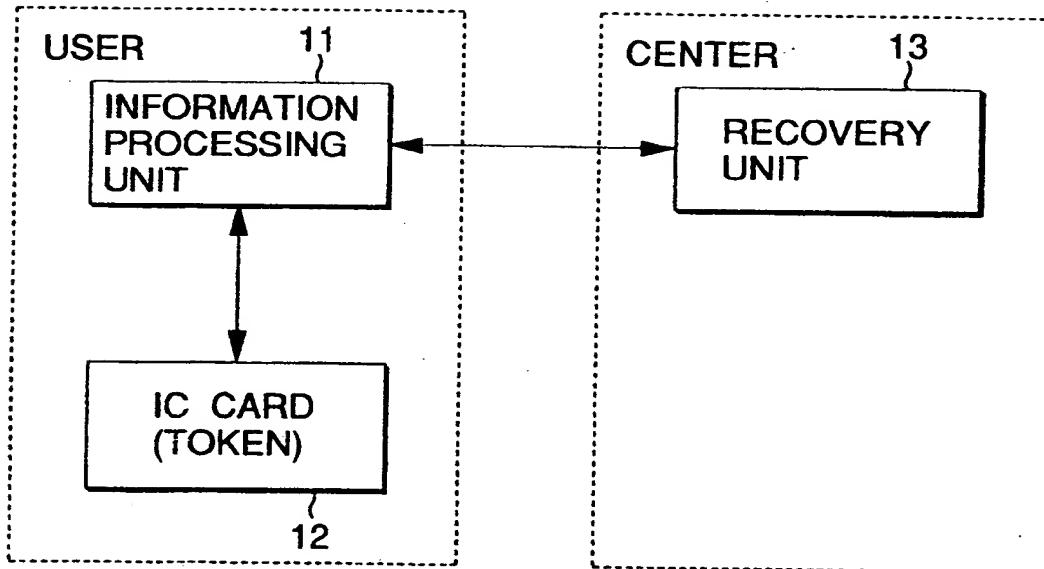 USER
11
INFORMATION
PROCESSING
UNIT
IC CARD
(TOKEN)
12
CENTER
13
RECOVERY
UNIT